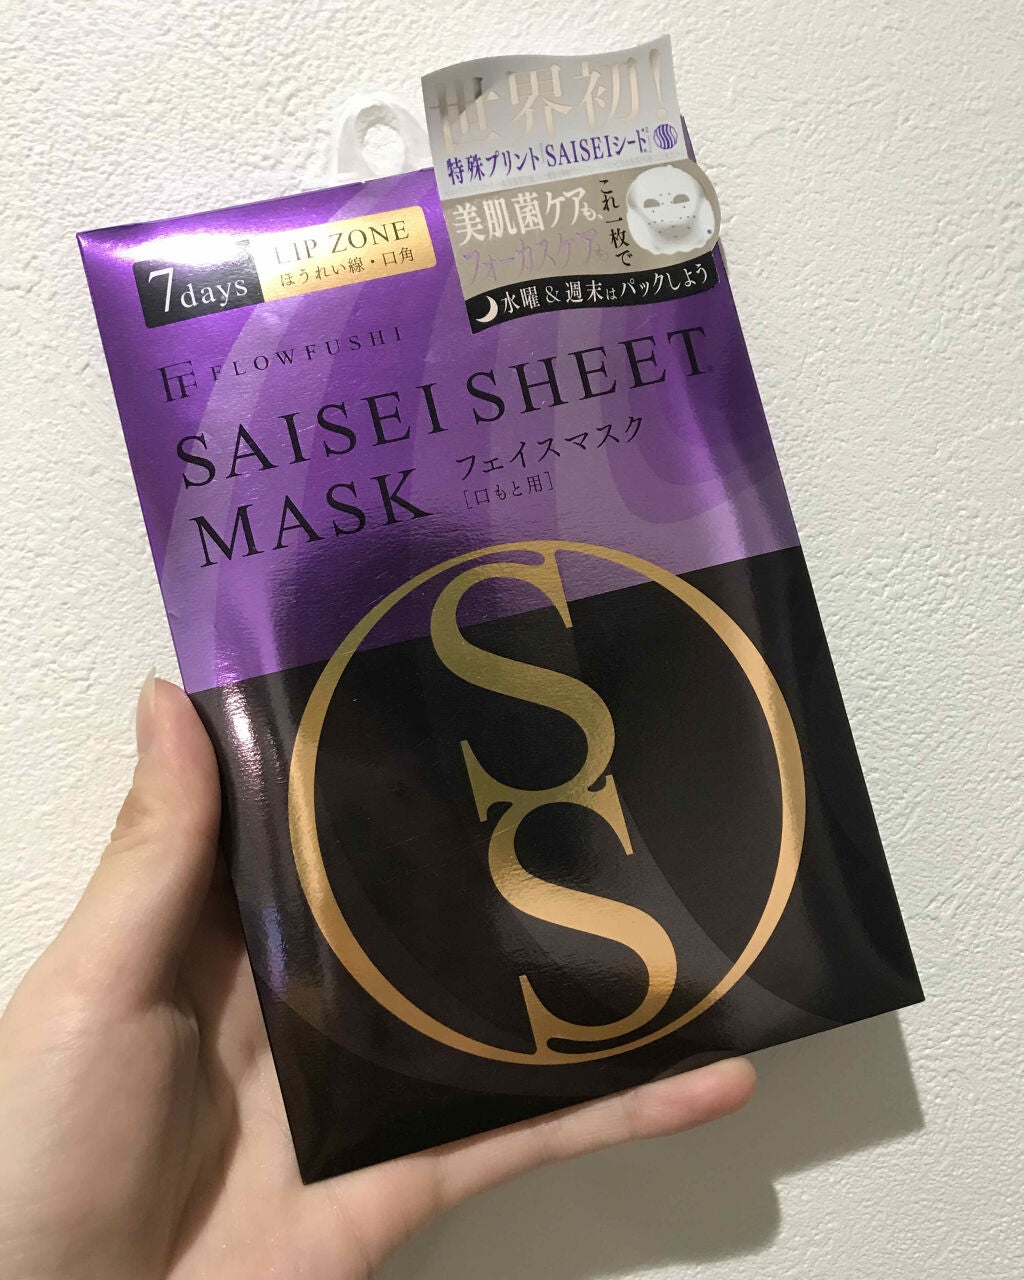 世界初!
特殊プリント「SAISEIシード」*2
美肌菌ケアも、
フォーカスケアも
これ一枚で
水曜&週末はパックしよう
7days
LIP ZONE
ほうれい線・口角
FLOWFUSHI
SAISEI SHEET
MASK フェイスマスク
[口もと用]
SS